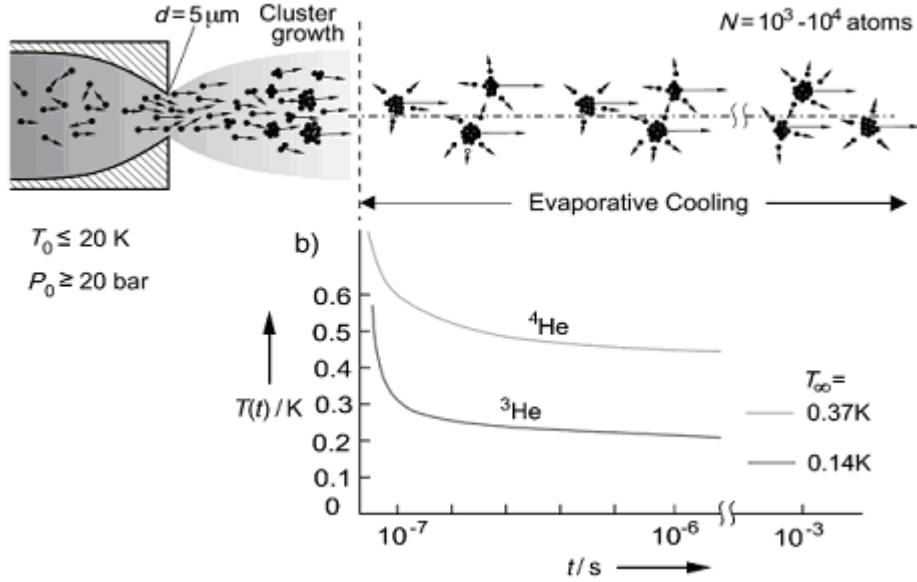 d = 5 μm
Cluster
growth
N = 10³ -10⁴ atoms
Evaporative Cooling
T₀ ≤ 20 K
P₀ ≥ 20 bar
b)
0.6
0.5
0.4
0.3
0.2
0.1
0
T(t) / K
⁴He
³He
T∞ =
0.37K
0.14K
10⁻⁷
10⁻⁶
10⁻³
t/ s